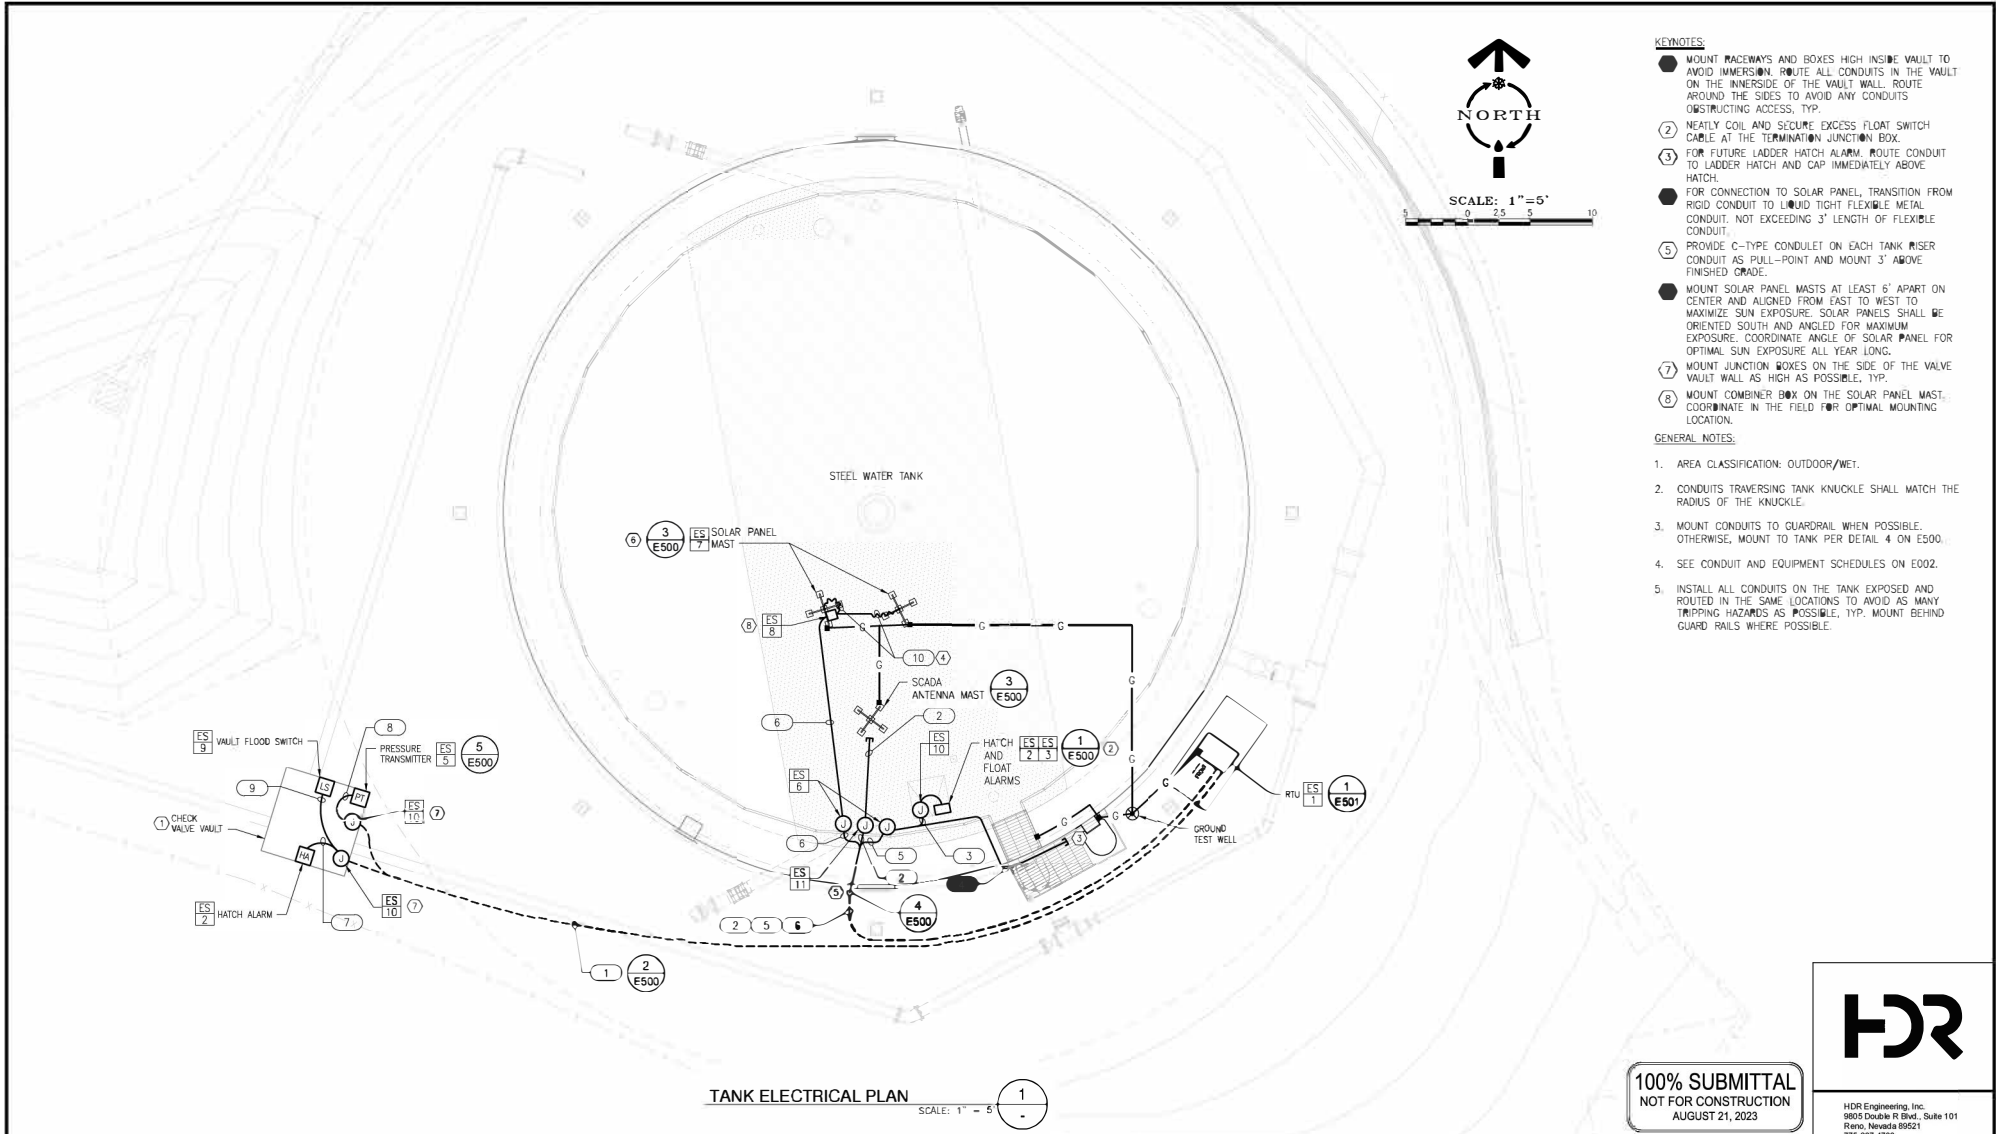 KEYNOTES:
MOUNT RACEWAYS AND BOXES HIGH INSIDE VAULT TO
AVOID IMMERSION. ROUTE ALL CONDUITS IN THE VAULT
ON THE INNERSIDE OF THE VAULT WALL. ROUTE
AROUND THE SIDES TO AVOID ANY CONDUITS
OBSTRUCTING ACCESS, TYP.
2 NEATLY COIL AND SECURE EXCESS FLOAT SWITCH
CABLE AT THE TERMINATION JUNCTION BOX.
3 FOR FUTURE LADDER HATCH ALARM. ROUTE CONDUIT
TO LADDER HATCH AND CAP IMMEDIATELY ABOVE
HATCH.
FOR CONNECTION TO SOLAR PANEL, TRANSITION FROM
RIGID CONDUIT TO LIQUID TIGHT FLEXIBLE METAL
CONDUIT. NOT EXCEEDING 3' LENGTH OF FLEXIBLE
CONDUIT.
5 PROVIDE C-TYPE CONDULET ON EACH TANK RISER
CONDUIT AS PULL-POINT AND MOUNT 3' ABOVE
FINISHED GRADE.
MOUNT SOLAR PANEL MASTS AT LEAST 6' APART ON
CENTER AND ALIGNED FROM EAST TO WEST TO
MAXIMIZE SUN EXPOSURE. SOLAR PANELS SHALL BE
ORIENTED SOUTH AND ANGLED FOR MAXIMUM
EXPOSURE. COORDINATE ANGLE OF SOLAR PANEL FOR
OPTIMAL SUN EXPOSURE ALL YEAR LONG.
7 MOUNT JUNCTION BOXES ON THE SIDE OF THE VALVE
VAULT WALL AS HIGH AS POSSIBLE, TYP.
8 MOUNT COMBINER BOX ON THE SOLAR PANEL MAST.
COORDINATE IN THE FIELD FOR OPTIMAL MOUNTING
LOCATION.
GENERAL NOTES:
1. AREA CLASSIFICATION: OUTDOOR/WET.
2. CONDUITS TRAVERSING TANK KNUCKLE SHALL MATCH THE
RADIUS OF THE KNUCKLE.
3. MOUNT CONDUITS TO GUARDRAIL WHEN POSSIBLE.
OTHERWISE, MOUNT TO TANK PER DETAIL 4 ON E500.
4. SEE CONDUIT AND EQUIPMENT SCHEDULES ON E002.
5. INSTALL ALL CONDUITS ON THE TANK EXPOSED AND
ROUTED IN THE SAME LOCATIONS TO AVOID AS MANY
TRIPPING HAZARDS AS POSSIBLE, TYP. MOUNT BEHIND
GUARD RAILS WHERE POSSIBLE.
NORTH
SCALE: 1"=5'
5 0 2.5 5 10
STEEL WATER TANK
6 3 E500 ES 7 SOLAR PANEL
MAST
8 ES 8
G G G
10 4
G
G
SCADA
ANTENNA MAST 3 E500
6
2
ES 10
HATCH
AND
FLOAT
ALARMS
ES 2 ES 3 1 E500 2
G
ES 6
J J J J
6
5
3
2
ES 11
5
4 E500
2 5 6
G G G
3
GROUND
TEST WELL
FRONT
RTU ES 1 1 E501
ES 9 VAULT FLOOD SWITCH
8
PRESSURE
TRANSMITTER ES 5 5 E500
9
LS PT
J
ES 10 7
1 CHECK
VALVE VAULT
HA J
ES 2 HATCH ALARM
7
ES 10 7
1 2 E500
TANK ELECTRICAL PLAN 1
SCALE: 1" = 5' -
100% SUBMITTAL
NOT FOR CONSTRUCTION
AUGUST 21, 2023
HDR
HDR Engineering, Inc.
9805 Double R Blvd., Suite 101
Reno, Nevada 89521